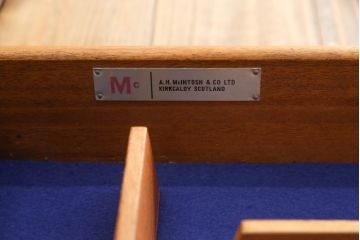 Mc
A.H. McINTOSH & CO LTD
KIRKCALDY SCOTLAND